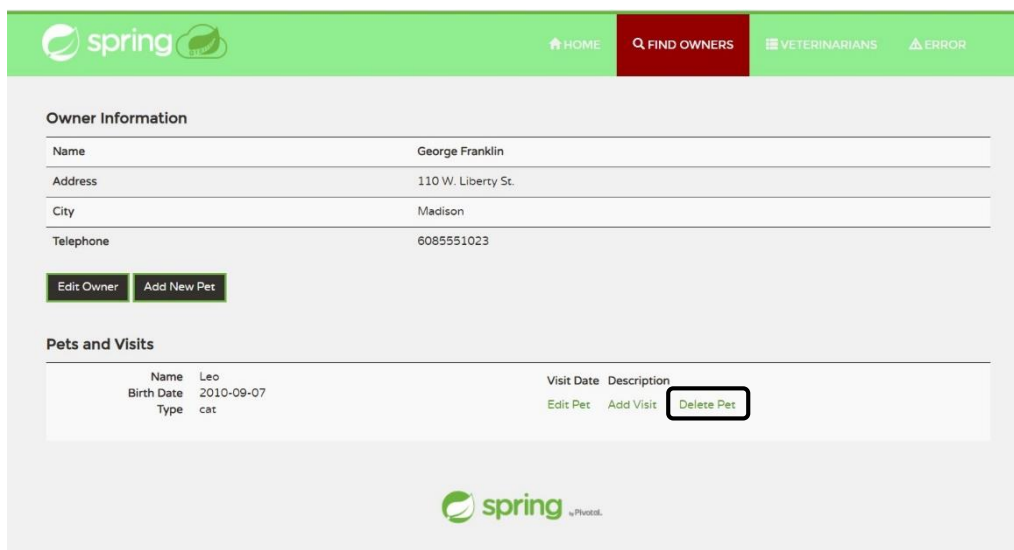 spring
HOME FIND OWNERS VETERINARIANS ERROR
Owner Information
Name George Franklin
Address 110 W. Liberty St.
City Madison
Telephone 6085551023
Edit Owner Add New Pet
Pets and Visits
Name Leo
Birth Date 2010-09-07
Type cat
Visit Date Description
Edit Pet Add Visit Delete Pet
spring by Pivotal.